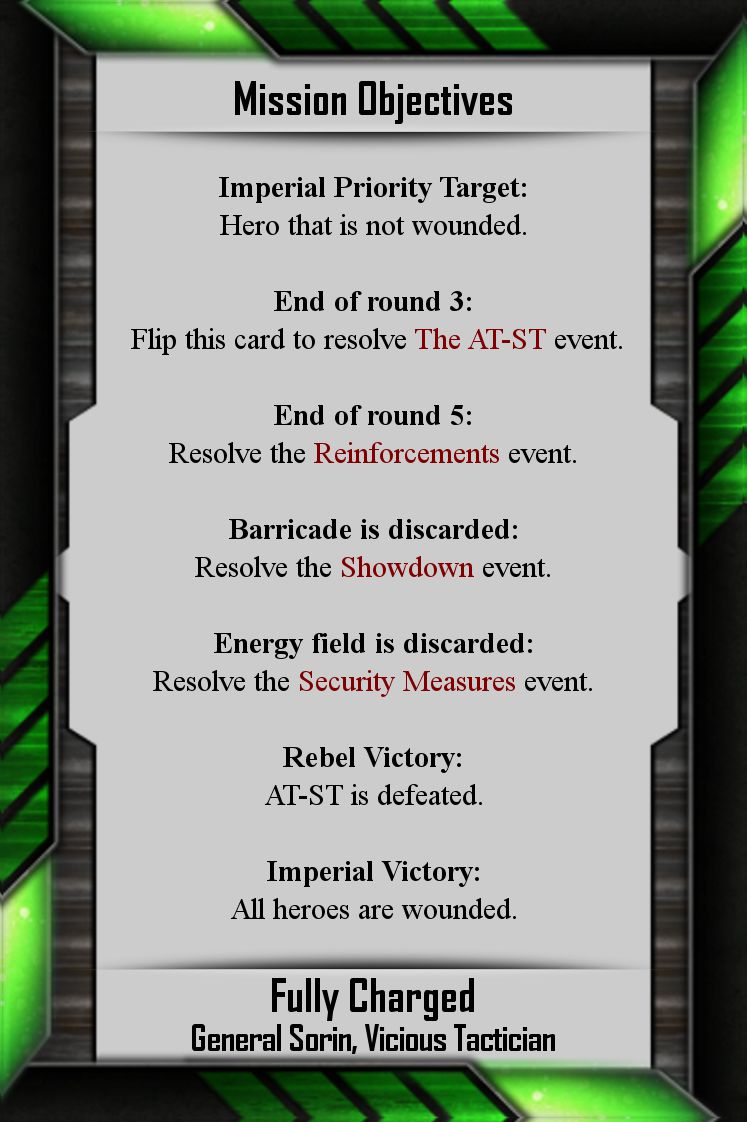 Mission Objectives
Imperial Priority Target:
Hero that is not wounded.
End of round 3:
Flip this card to resolve The AT-ST event.
End of round 5:
Resolve the Reinforcements event.
Barricade is discarded:
Resolve the Showdown event.
Energy field is discarded:
Resolve the Security Measures event.
Rebel Victory:
AT-ST is defeated.
Imperial Victory:
All heroes are wounded.
Fully Charged
General Sorin, Vicious Tactician